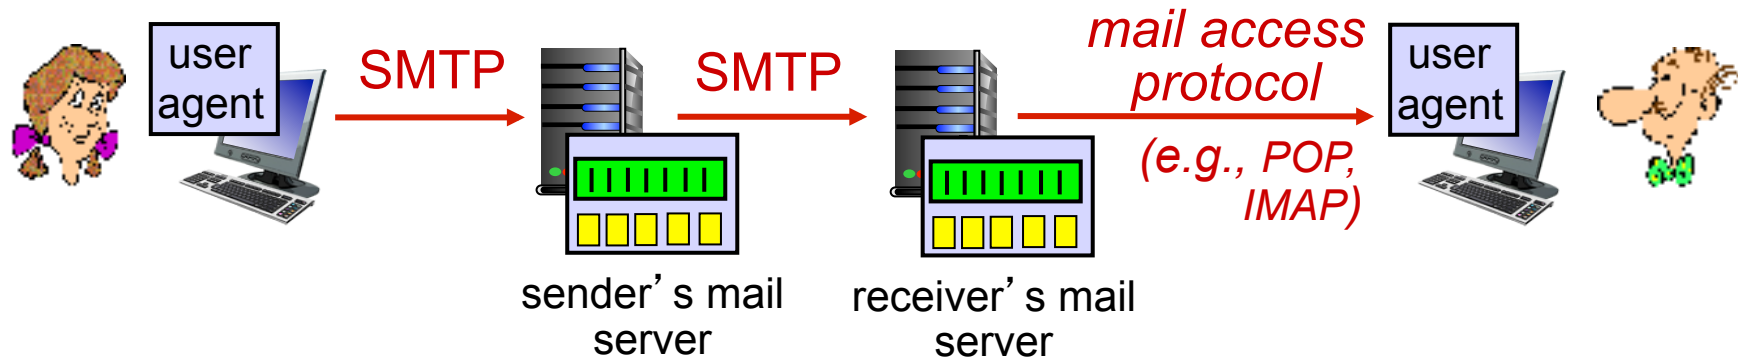 user
agent
SMTP
sender’s mail
server
SMTP
receiver’s mail
server
mail access
protocol
(e.g., POP,
IMAP)
user
agent